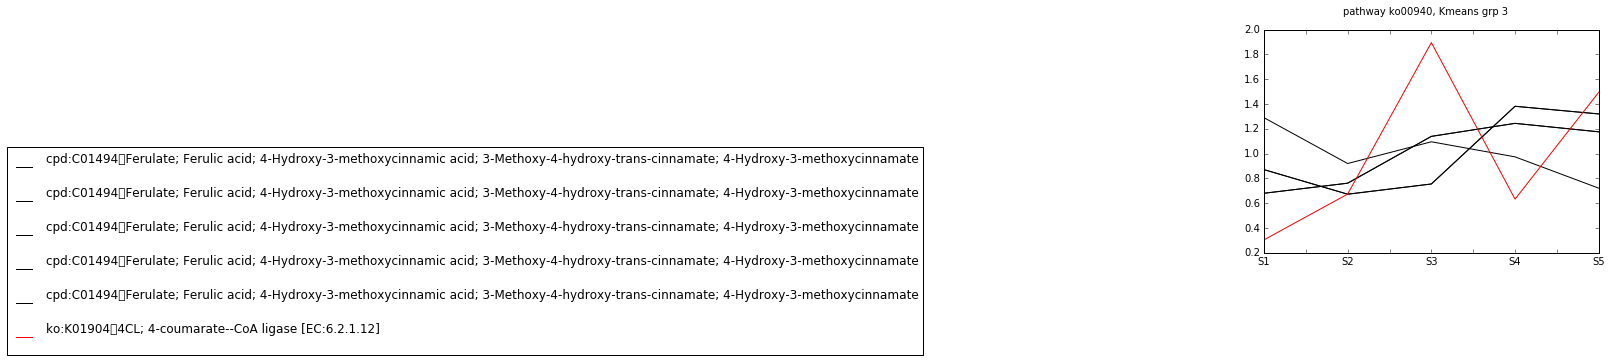 pathway ko00940, Kmeans grp 3
2.0
1.8
1.6
1.4
1.2
1.0
0.8
0.6
0.4
0.2
S1 S2 S3 S4 S5
cpd:C01494▯Ferulate; Ferulic acid; 4-Hydroxy-3-methoxycinnamic acid; 3-Methoxy-4-hydroxy-trans-cinnamate; 4-Hydroxy-3-methoxycinnamate
cpd:C01494▯Ferulate; Ferulic acid; 4-Hydroxy-3-methoxycinnamic acid; 3-Methoxy-4-hydroxy-trans-cinnamate; 4-Hydroxy-3-methoxycinnamate
cpd:C01494▯Ferulate; Ferulic acid; 4-Hydroxy-3-methoxycinnamic acid; 3-Methoxy-4-hydroxy-trans-cinnamate; 4-Hydroxy-3-methoxycinnamate
cpd:C01494▯Ferulate; Ferulic acid; 4-Hydroxy-3-methoxycinnamic acid; 3-Methoxy-4-hydroxy-trans-cinnamate; 4-Hydroxy-3-methoxycinnamate
cpd:C01494▯Ferulate; Ferulic acid; 4-Hydroxy-3-methoxycinnamic acid; 3-Methoxy-4-hydroxy-trans-cinnamate; 4-Hydroxy-3-methoxycinnamate
ko:K01904▯4CL; 4-coumarate--CoA ligase [EC:6.2.1.12]